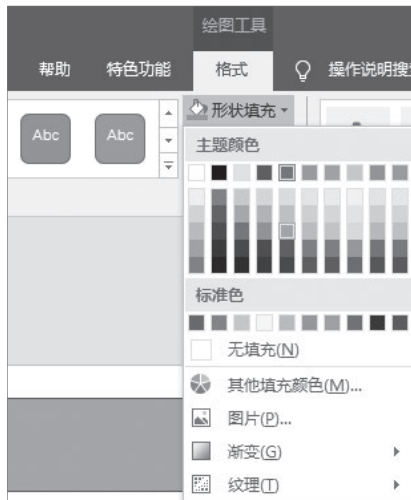 绘图工具
帮助 特色功能 格式 操作说明搜
Abc Abc 形状填充
主题颜色
标准色
无填充(N)
其他填充颜色(M)...
图片(P)...
渐变(G)
纹理(T)